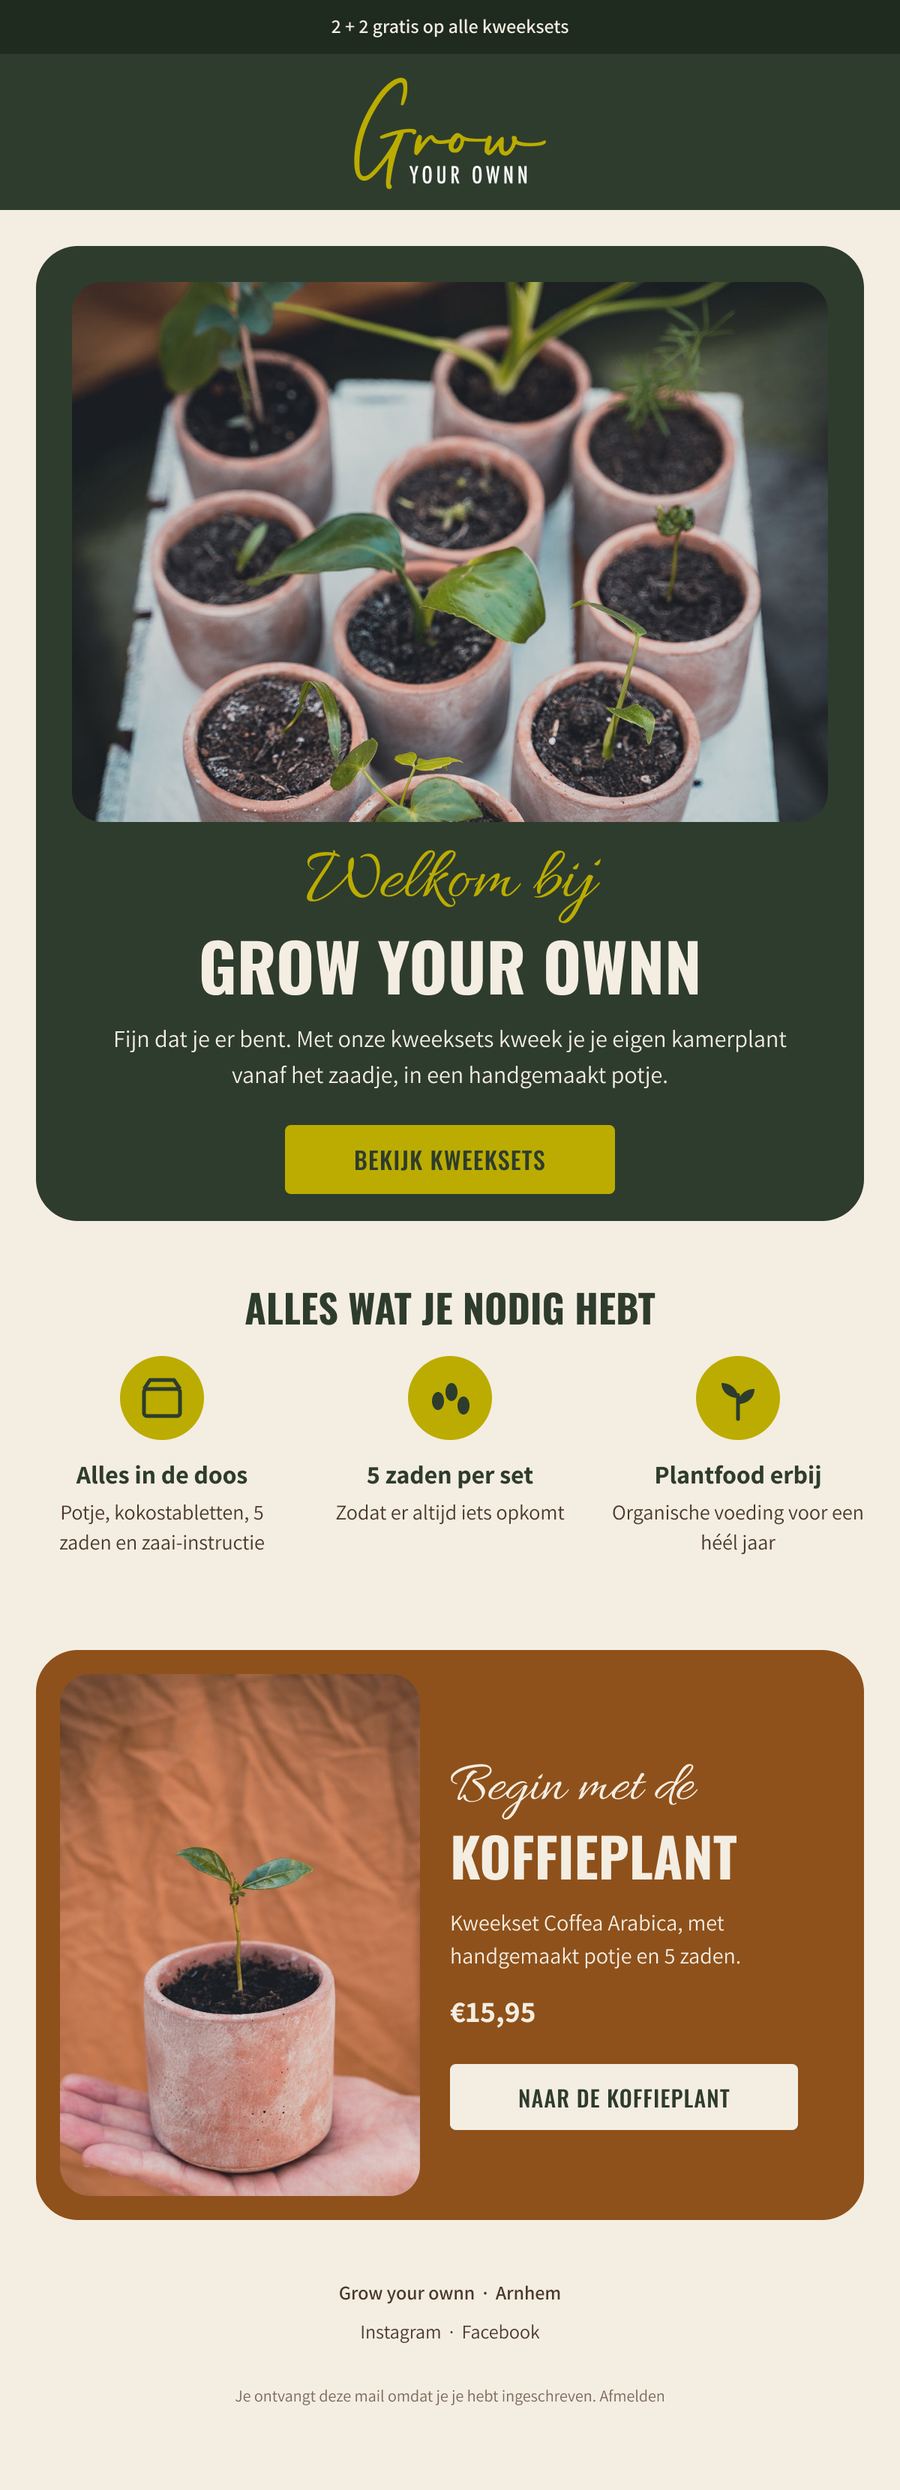 2 + 2 gratis op alle kweeksets
Grow
YOUR OWNN
Welkom bij
GROW YOUR OWNN
Fijn dat je er bent. Met onze kweeksets kweek je je eigen kamerplant
vanaf het zaadje, in een handgemaakt potje.
BEKIJK KWEEKSETS
ALLES WAT JE NODIG HEBT
Alles in de doos
Potje, kokostabletten, 5
zaden en zaai-instructie
5 zaden per set
Zodat er altijd iets opkomt
Plantfood erbij
Organische voeding voor een
héél jaar
Begin met de
KOFFIEPLANT
Kweekset Coffea Arabica, met
handgemaakt potje en 5 zaden.
€15,95
NAAR DE KOFFIEPLANT
Grow your ownn · Arnhem
Instagram · Facebook
Je ontvangt deze mail omdat je je hebt ingeschreven. Afmelden